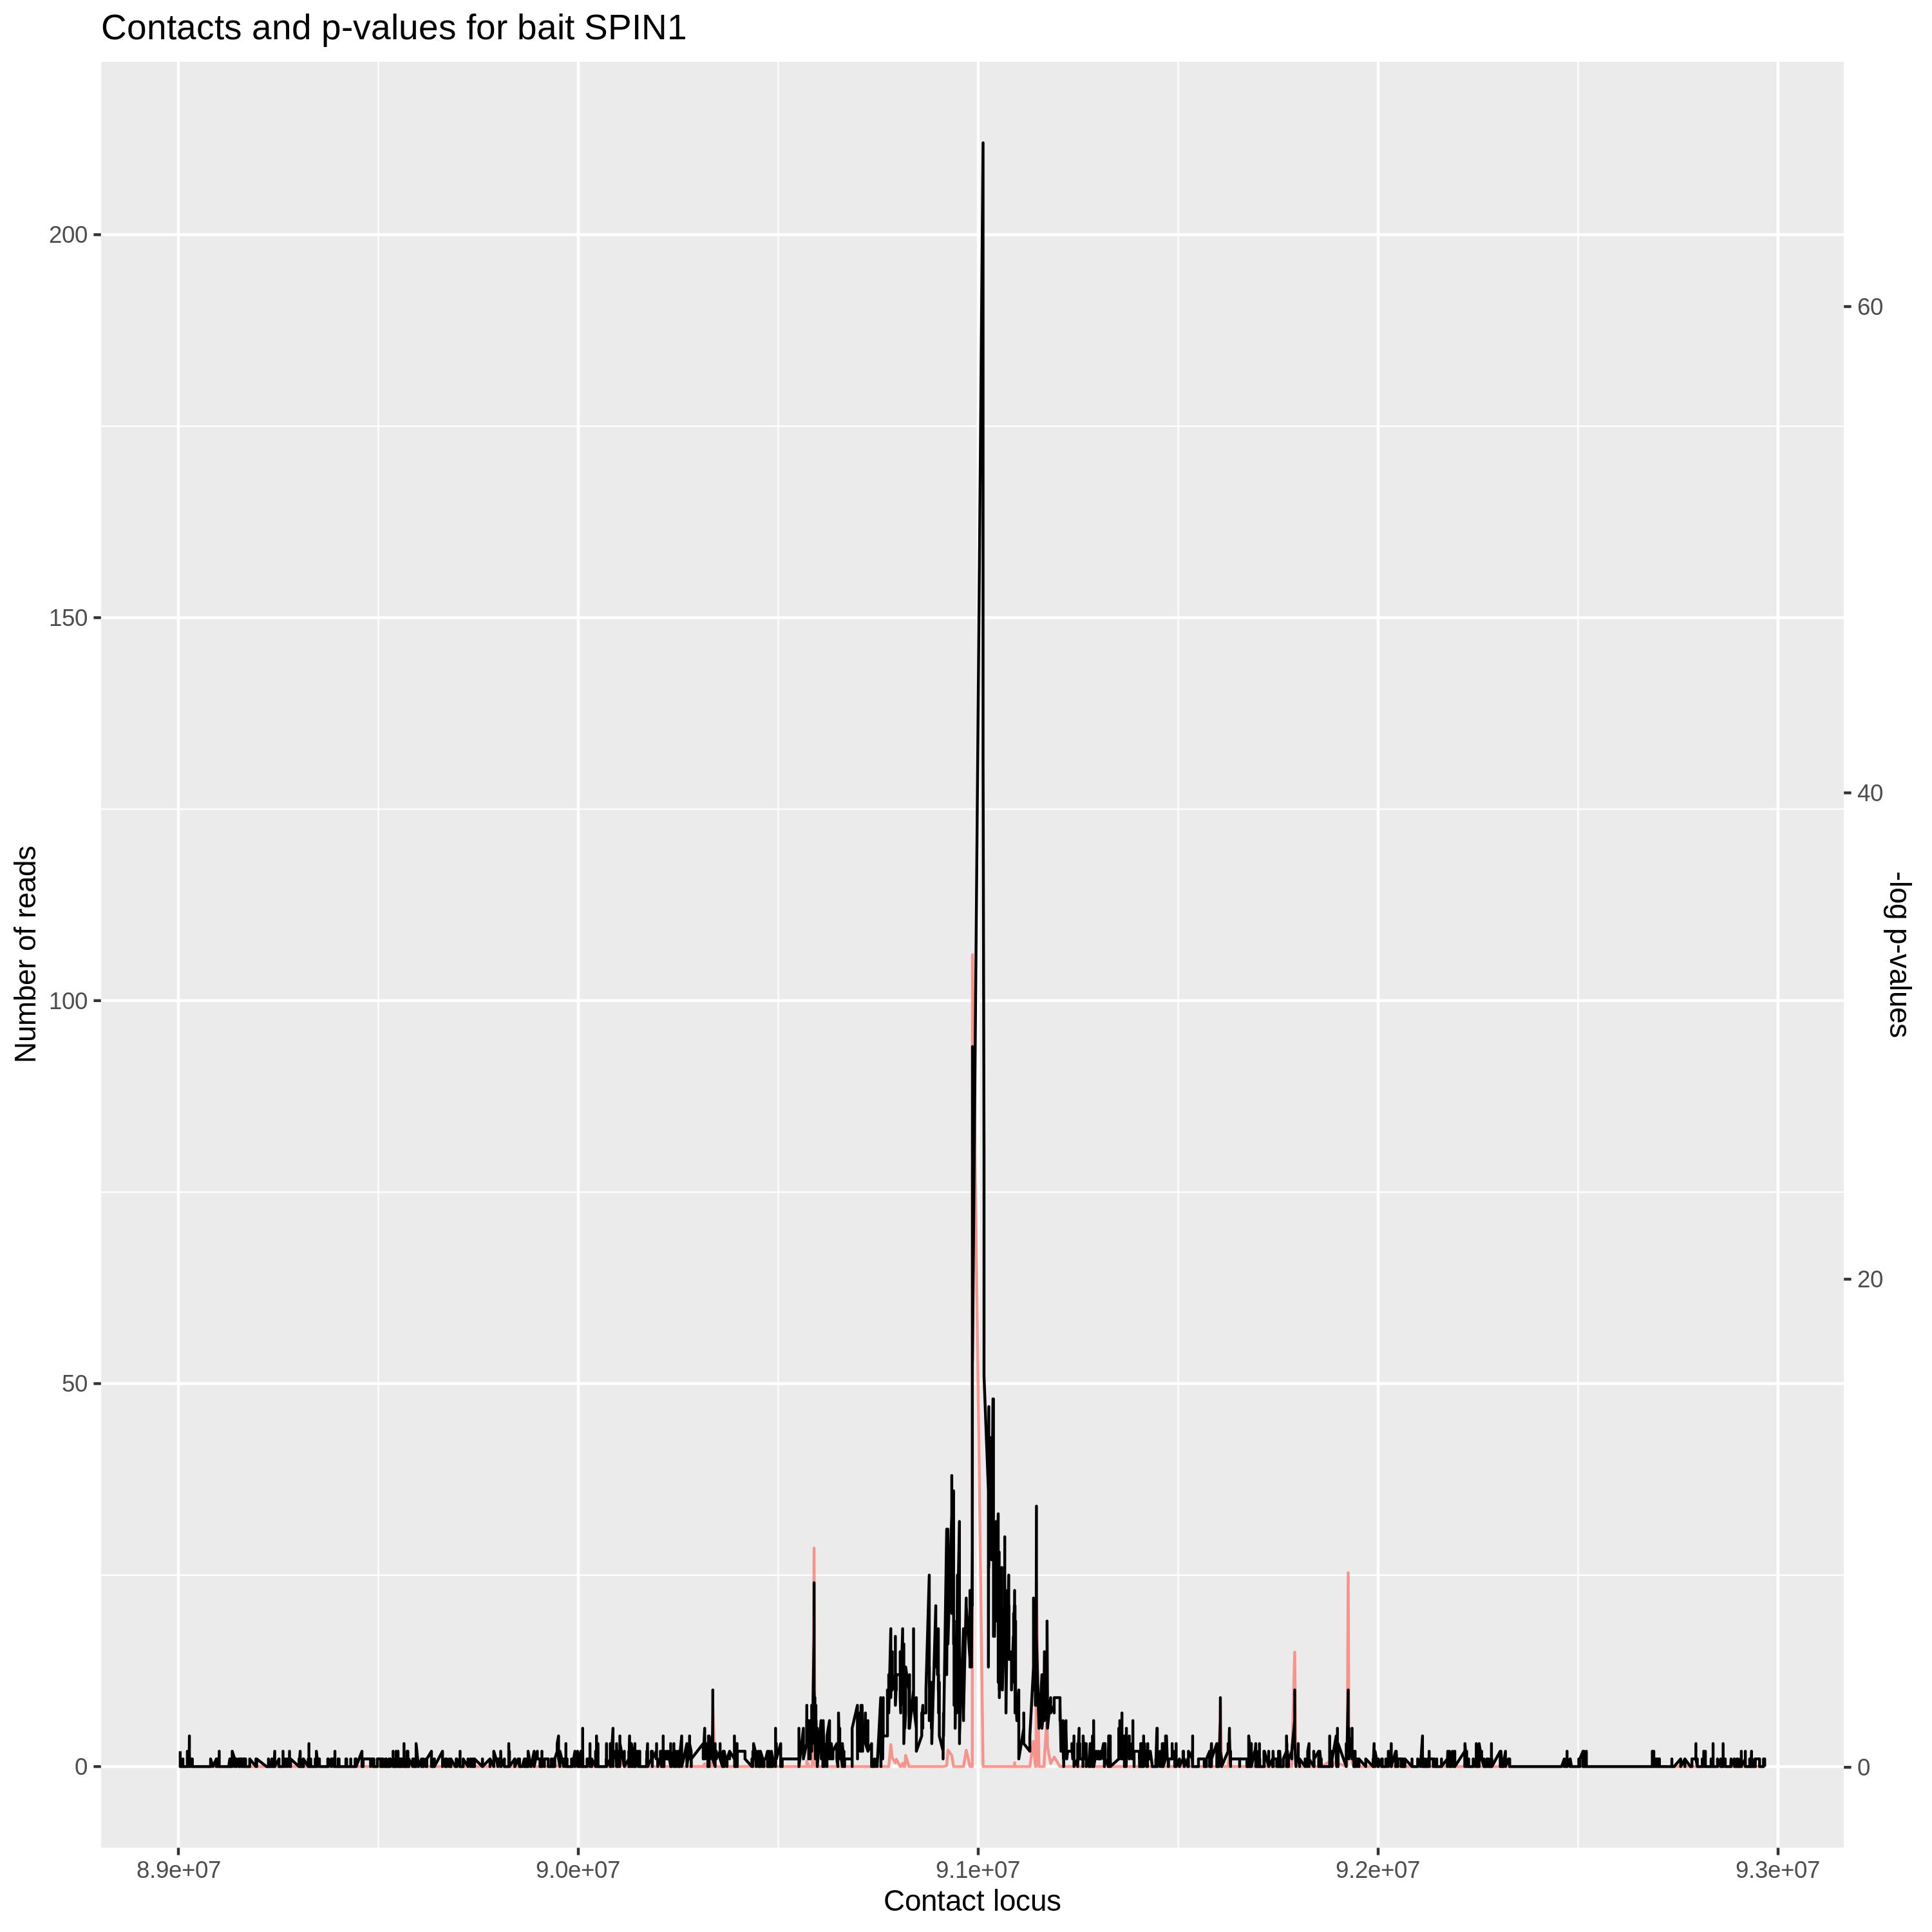 Contacts and p-values for bait SPIN1
200
150
100
50
0
Number of reads
60
40
20
0
-log p-values
8.9e+07 9.0e+07 9.1e+07 9.2e+07 9.3e+07
Contact locus